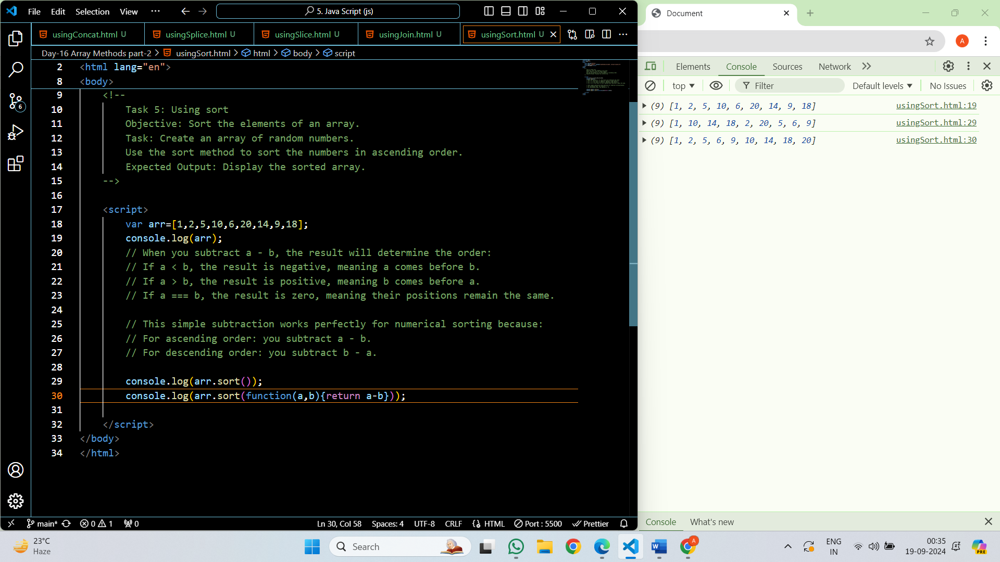 File Edit Selection View ··· 5. Java Script (js)
usingConcat.html U usingSplice.html U usingSlice.html U usingJoin.html U usingSort.html U
Day-16 Array Methods part-2 > usingSort.html > html > body > script
2 <html lang="en">
8 <body>
9 <!--
10 Task 5: Using sort
11 Objective: Sort the elements of an array.
12 Task: Create an array of random numbers.
13 Use the sort method to sort the numbers in ascending order.
14 Expected Output: Display the sorted array.
15 -->
16
17 <script>
18 var arr=[1,2,5,10,6,20,14,9,18];
19 console.log(arr);
20 // When you subtract a - b, the result will determine the order:
21 // If a < b, the result is negative, meaning a comes before b.
22 // If a > b, the result is positive, meaning b comes before a.
23 // If a === b, the result is zero, meaning their positions remain the same.
24
25 // This simple subtraction works perfectly for numerical sorting because:
26 // For ascending order: you subtract a - b.
27 // For descending order: you subtract b - a.
28
29 console.log(arr.sort());
30 console.log(arr.sort(function(a,b){return a-b}));
31
32 </script>
33 </body>
34 </html>
6
main* 0 1 0 Ln 30, Col 58 Spaces: 4 UTF-8 CRLF HTML Port : 5500 Prettier
Document
A
Elements Console Sources Network
top Filter Default levels No Issues
(9) [1, 2, 5, 10, 6, 20, 14, 9, 18] usingSort.html:19
(9) [1, 10, 14, 18, 2, 20, 5, 6, 9] usingSort.html:29
(9) [1, 2, 5, 6, 9, 10, 14, 18, 20] usingSort.html:30
Console What's new
23°C
Haze
Search
W
A
ENG
IN
00:35
19-09-2024
PRE